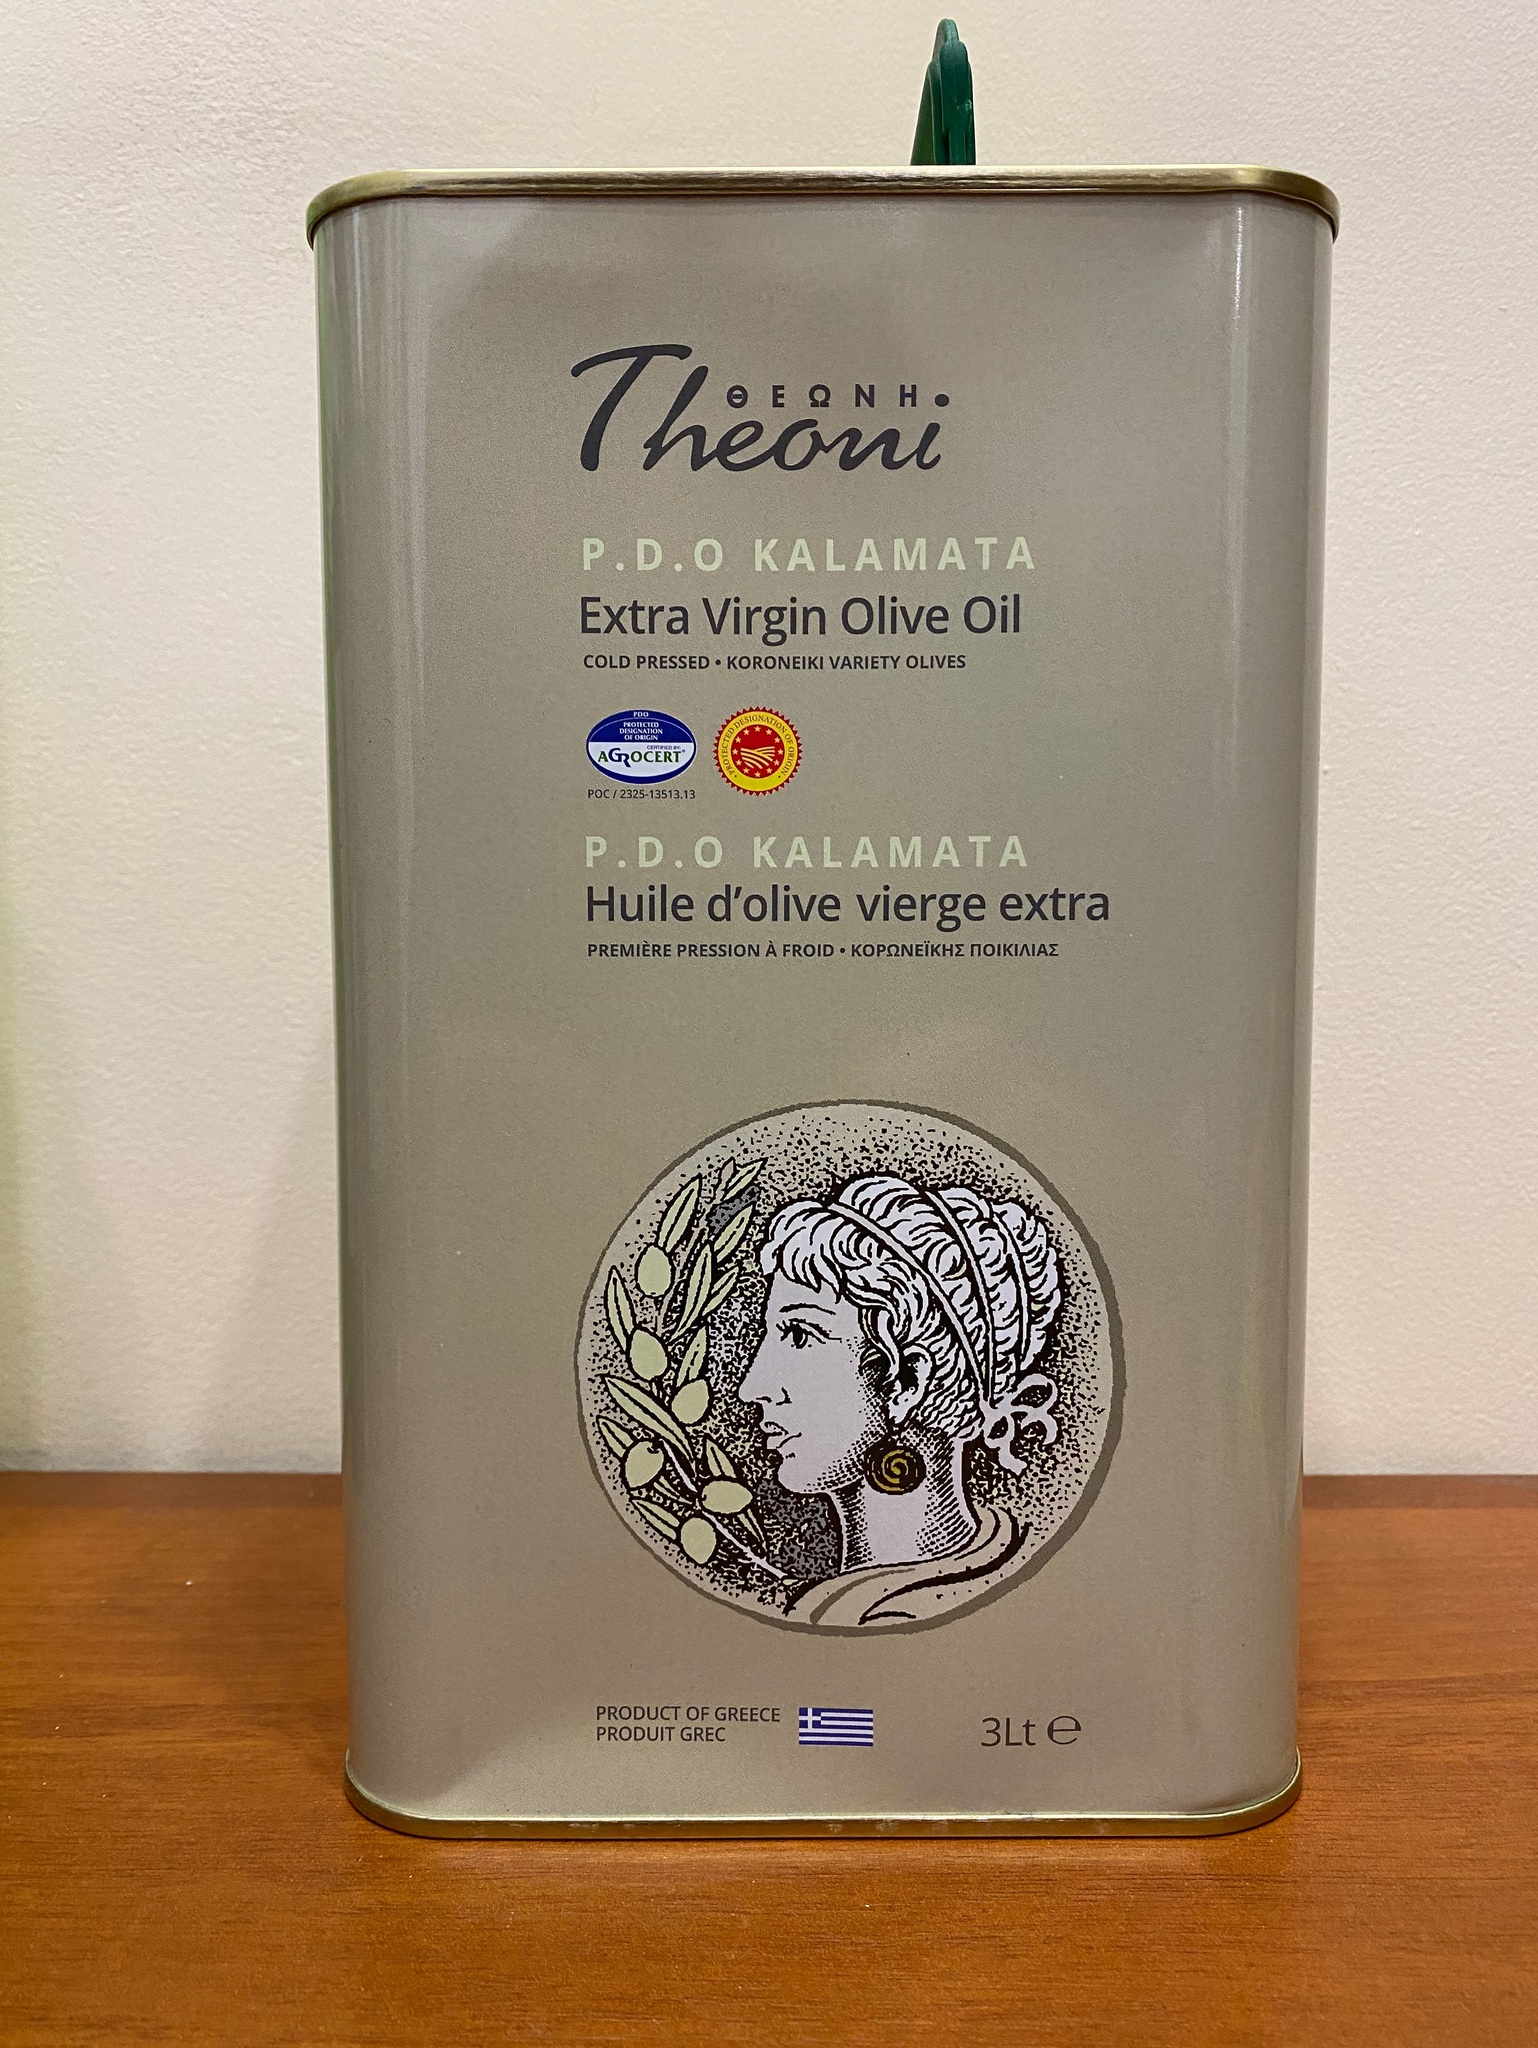 Theoni
ΘΕΩΝΗ
P.D.O KALAMATA
Extra Virgin Olive Oil
COLD PRESSED • KORONEIKI VARIETY OLIVES
PDO
PROTECTED
DESIGNATION
OF ORIGIN
CERTIFIED BY:
AGROCERT®
POC / 2325-13513.13
PROTECTED DESIGNATION OF ORIGIN
P.D.O KALAMATA
Huile d’olive vierge extra
PREMIÈRE PRESSION À FROID • ΚΟΡΩΝΕΪΚΗΣ ΠΟΙΚΙΛΙΑΣ
PRODUCT OF GREECE
PRODUIT GREC
3Lt ℮